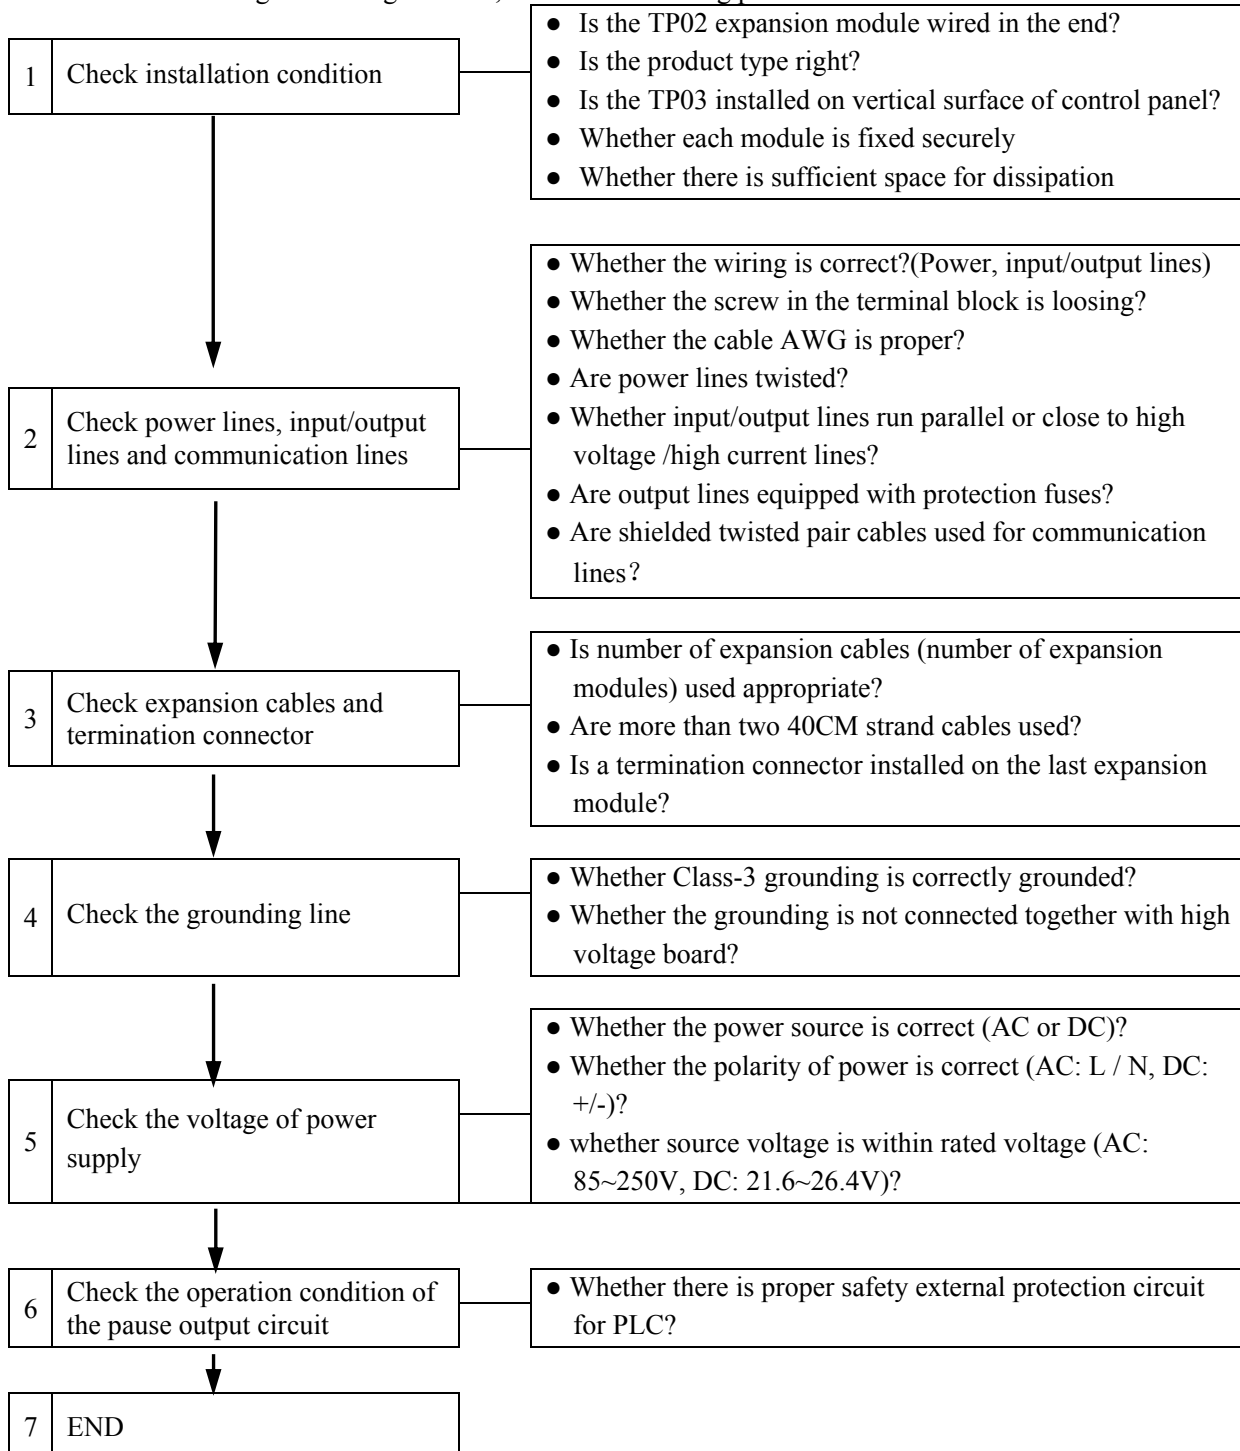 1 Check installation condition
● Is the TP02 expansion module wired in the end?
● Is the product type right?
● Is the TP03 installed on vertical surface of control panel?
● Whether each module is fixed securely
● Whether there is sufficient space for dissipation
2 Check power lines, input/output
lines and communication lines
● Whether the wiring is correct?(Power, input/output lines)
● Whether the screw in the terminal block is loosing?
● Whether the cable AWG is proper?
● Are power lines twisted?
● Whether input/output lines run parallel or close to high
voltage /high current lines?
● Are output lines equipped with protection fuses?
● Are shielded twisted pair cables used for communication
lines？
3 Check expansion cables and
termination connector
● Is number of expansion cables (number of expansion
modules) used appropriate?
● Are more than two 40CM strand cables used?
● Is a termination connector installed on the last expansion
module?
4 Check the grounding line
● Whether Class-3 grounding is correctly grounded?
● Whether the grounding is not connected together with high
voltage board?
5 Check the voltage of power
supply
● Whether the power source is correct (AC or DC)?
● Whether the polarity of power is correct (AC: L / N, DC:
+/-)?
● whether source voltage is within rated voltage (AC:
85~250V, DC: 21.6~26.4V)?
6 Check the operation condition of
the pause output circuit
● Whether there is proper safety external protection circuit
for PLC?
7 END